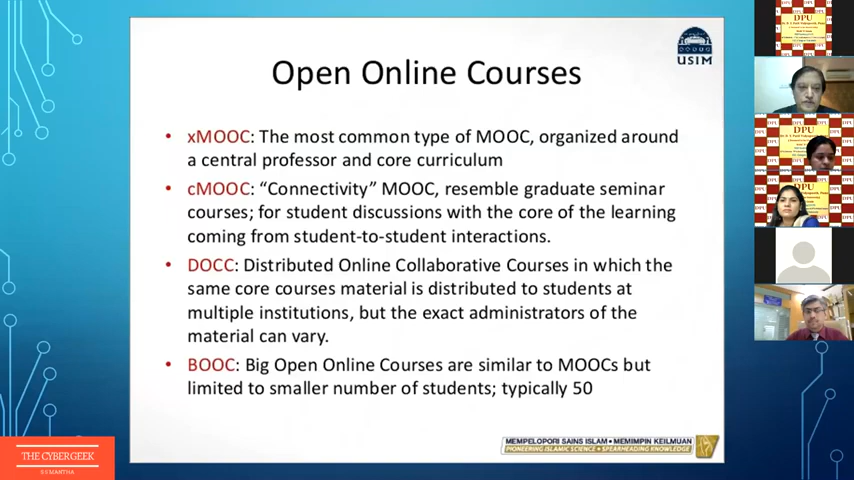 USIM
Open Online Courses
• xMOOC: The most common type of MOOC, organized around
a central professor and core curriculum
• cMOOC: “Connectivity” MOOC, resemble graduate seminar
courses; for student discussions with the core of the learning
coming from student-to-student interactions.
• DOCC: Distributed Online Collaborative Courses in which the
same core courses material is distributed to students at
multiple institutions, but the exact administrators of the
material can vary.
• BOOC: Big Open Online Courses are similar to MOOCs but
limited to smaller number of students; typically 50
MEMPELOPORI SAINS ISLAM • MEMIMPIN KEILMUAN
PIONEERING ISLAMIC SCIENCE • SPEARHEADING KNOWLEDGE
THE CYBERGEEK
S S MANTHA
DPU
DPU
DPU